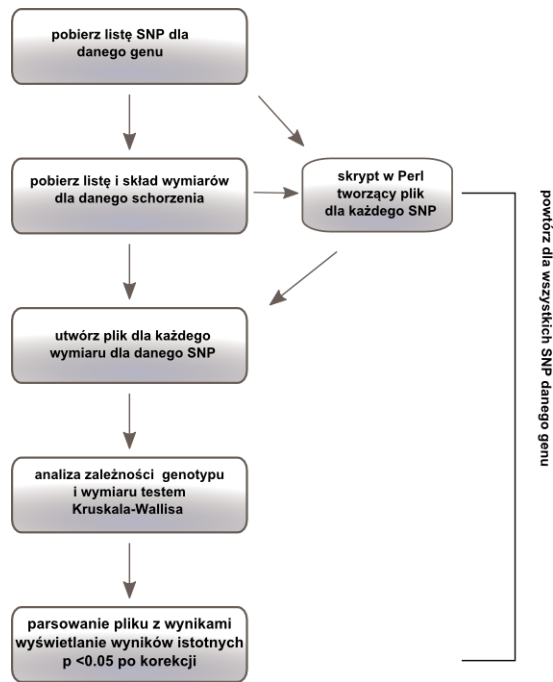 pobierz listę SNP dla
danego genu
pobierz listę i skład wymiarów
dla danego schorzenia
skrypt w Perl
tworzący plik
dla każdego SNP
utwórz plik dla każdego
wymiaru dla danego SNP
analiza zależności genotypu
i wymiaru testem
Kruskala-Wallisa
parsowanie pliku z wynikami
wyświetlanie wyników istotnych
p <0.05 po korekcji
powtórz dla wszystkich SNP danego genu